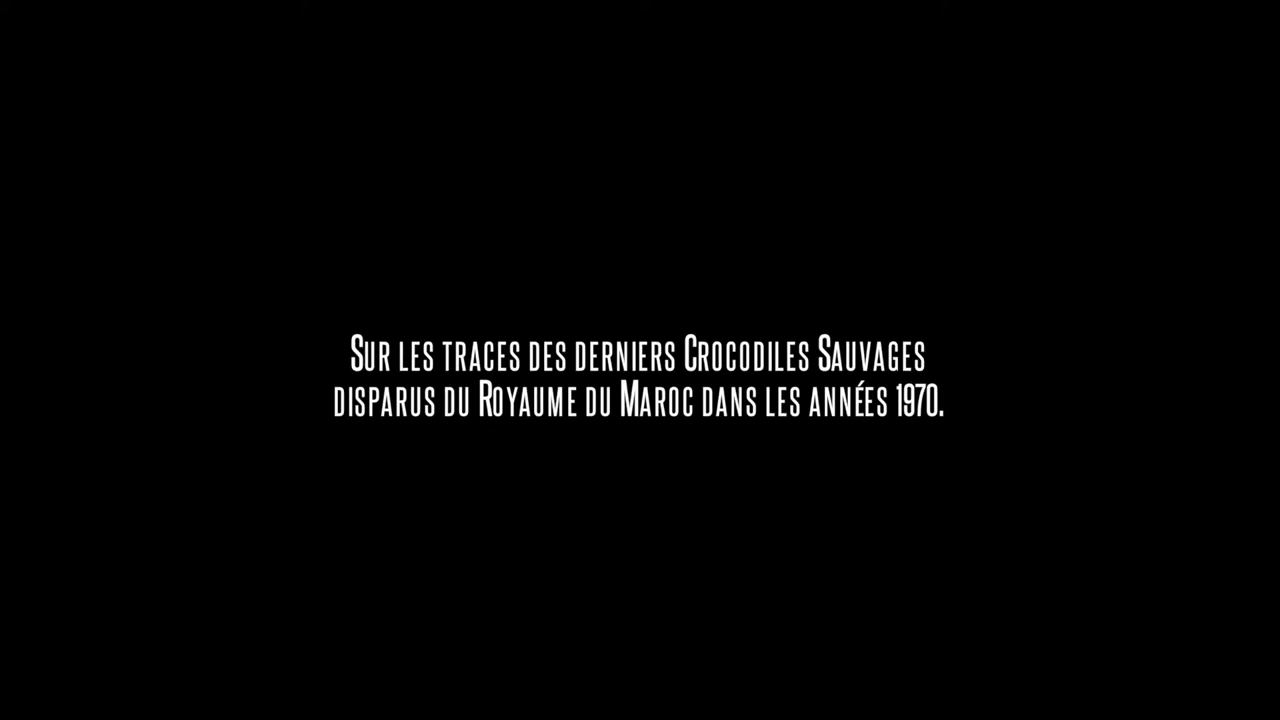 Sur les traces des derniers Crocodiles Sauvages
disparus du Royaume du Maroc dans les années 1970.